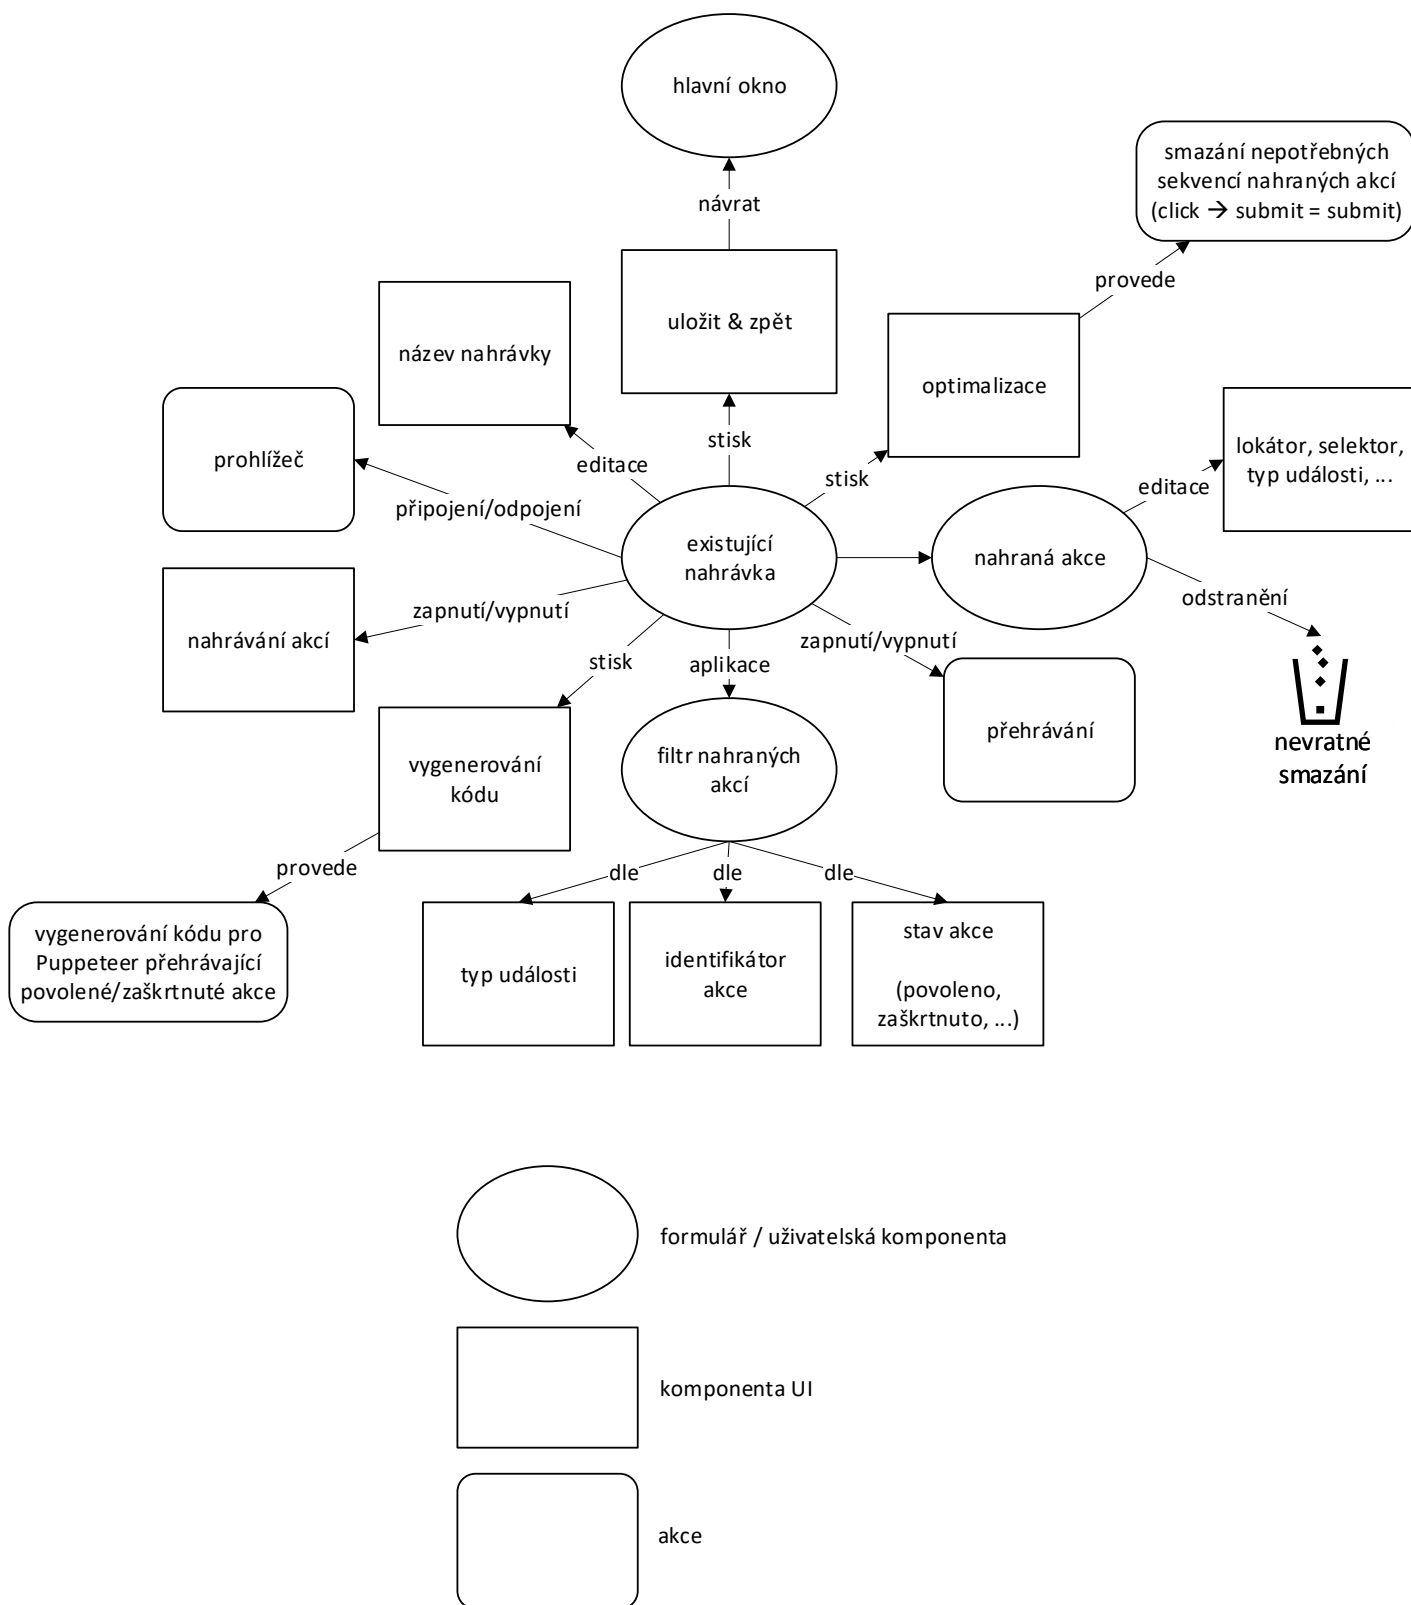 hlavní okno
smazání nepotřebných
sekvencí nahraných akcí
(click → submit = submit)
návrat
provede
uložit & zpět
název nahrávky
optimalizace
prohlížeč
stisk
lokátor, selektor,
typ události, ...
editace
stisk
editace
připojení/odpojení
existující
nahrávka
nahraná akce
odstranění
zapnutí/vypnutí
nahrávání akcí
zapnutí/vypnutí
stisk
aplikace
přehrávání
nevratné
smazání
vygenerování
kódu
filtr nahraných
akcí
provede
dle
dle
dle
vygenerování kódu pro
Puppeteer přehrávající
povolené/zaškrtnuté akce
typ události
identifikátor
akce
stav akce
(povoleno,
zaškrtnuto, ...)
formulář / uživatelská komponenta
komponenta UI
akce